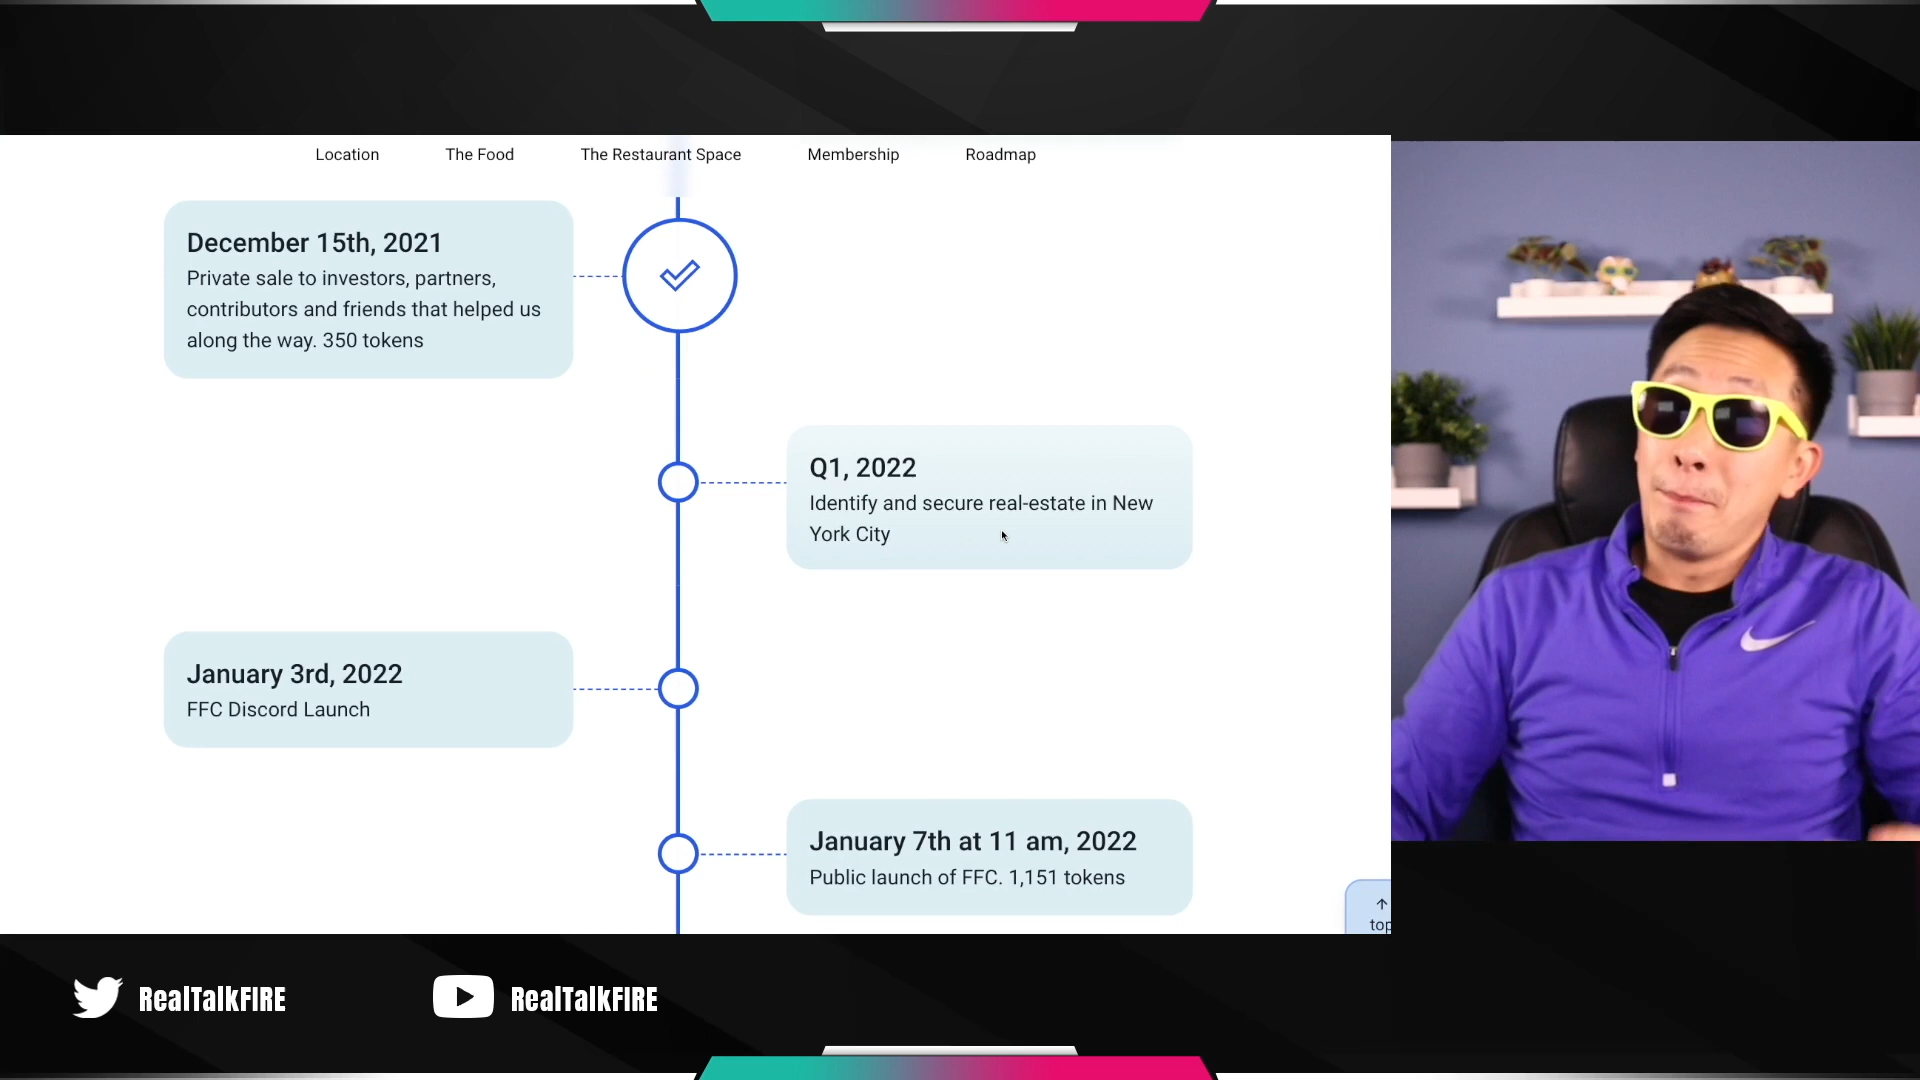 Location
The Food
The Restaurant Space
Membership
Roadmap
December 15th, 2021
Private sale to investors, partners,
contributors and friends that helped us
along the way. 350 tokens
Q1, 2022
Identify and secure real-estate in New
York City
January 3rd, 2022
FFC Discord Launch
January 7th at 11 am, 2022
Public launch of FFC. 1,151 tokens
top
RealTalkFIRE
RealTalkFIRE